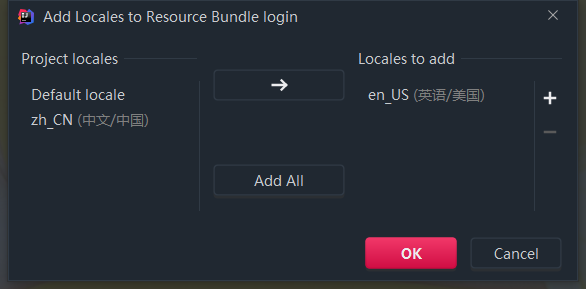 Add Locales to Resource Bundle login
Project locales
Default locale
zh_CN (中文/中国)
Add All
Locales to add
en_US (英语/美国)
OK
Cancel